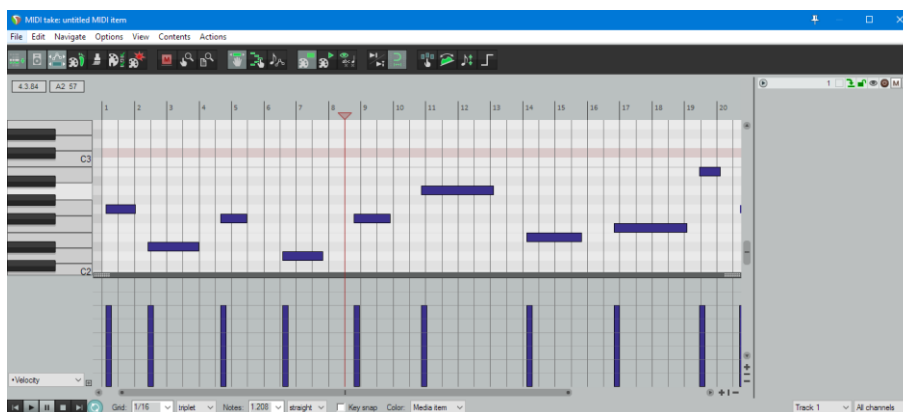 MIDI take: untitled MIDI item
File Edit Navigate Options View Contents Actions
4.3.84 A2 57
1
1 2 3 4 5 6 7 8 9 10 11 12 13 14 15 16 17 18 19 20
M
C3
C2
•Velocity
Grid: 1/16 triplet Notes: 1.208 straight Key snap Color: Media item Track 1 All channels